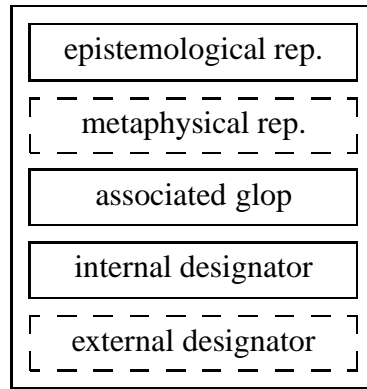 epistemological rep.
metaphysical rep.
associated glop
internal designator
external designator